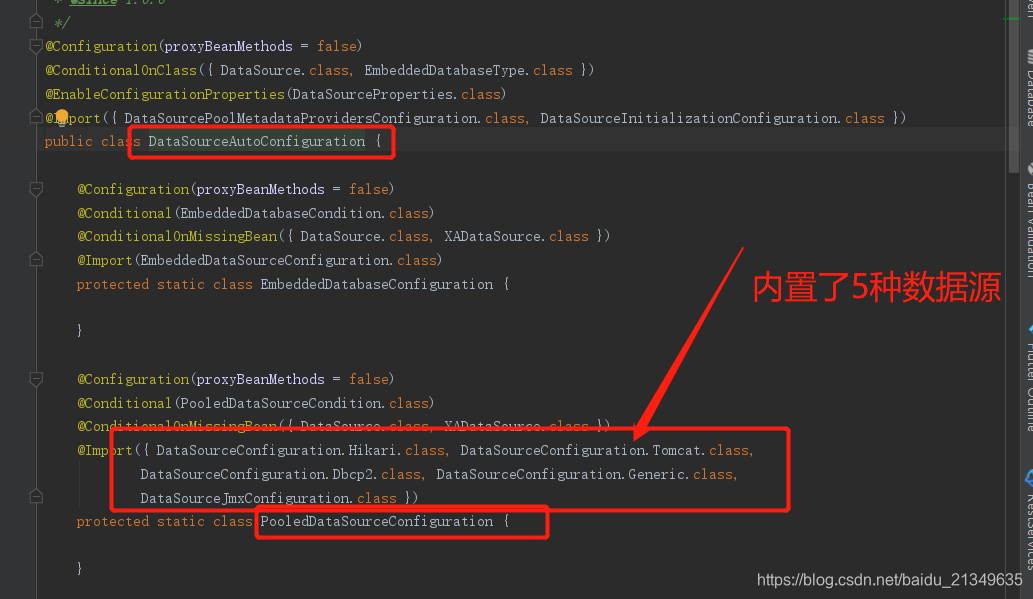 * @since 1.0.0
*/
@Configuration(proxyBeanMethods = false)
@ConditionalOnClass({ DataSource.class, EmbeddedDatabaseType.class })
@EnableConfigurationProperties(DataSourceProperties.class)
@Import({ DataSourcePoolMetadataProvidersConfiguration.class, DataSourceInitializationConfiguration.class })
public class DataSourceAutoConfiguration {
@Configuration(proxyBeanMethods = false)
@Conditional(EmbeddedDatabaseCondition.class)
@ConditionalOnMissingBean({ DataSource.class, XADataSource.class })
@Import(EmbeddedDataSourceConfiguration.class)
protected static class EmbeddedDatabaseConfiguration {
内置了5种数据源
}
@Configuration(proxyBeanMethods = false)
@Conditional(PooledDataSourceCondition.class)
@ConditionalOnMissingBean({ DataSource.class, XADataSource.class })
@Import({ DataSourceConfiguration.Hikari.class, DataSourceConfiguration.Tomcat.class,
DataSourceConfiguration.Dbcp2.class, DataSourceConfiguration.Generic.class,
DataSourceJmxConfiguration.class })
protected static class PooledDataSourceConfiguration {
}
Database
Bean Validation
Flutter Outline
RestServices
https://blog.csdn.net/baidu_21349635